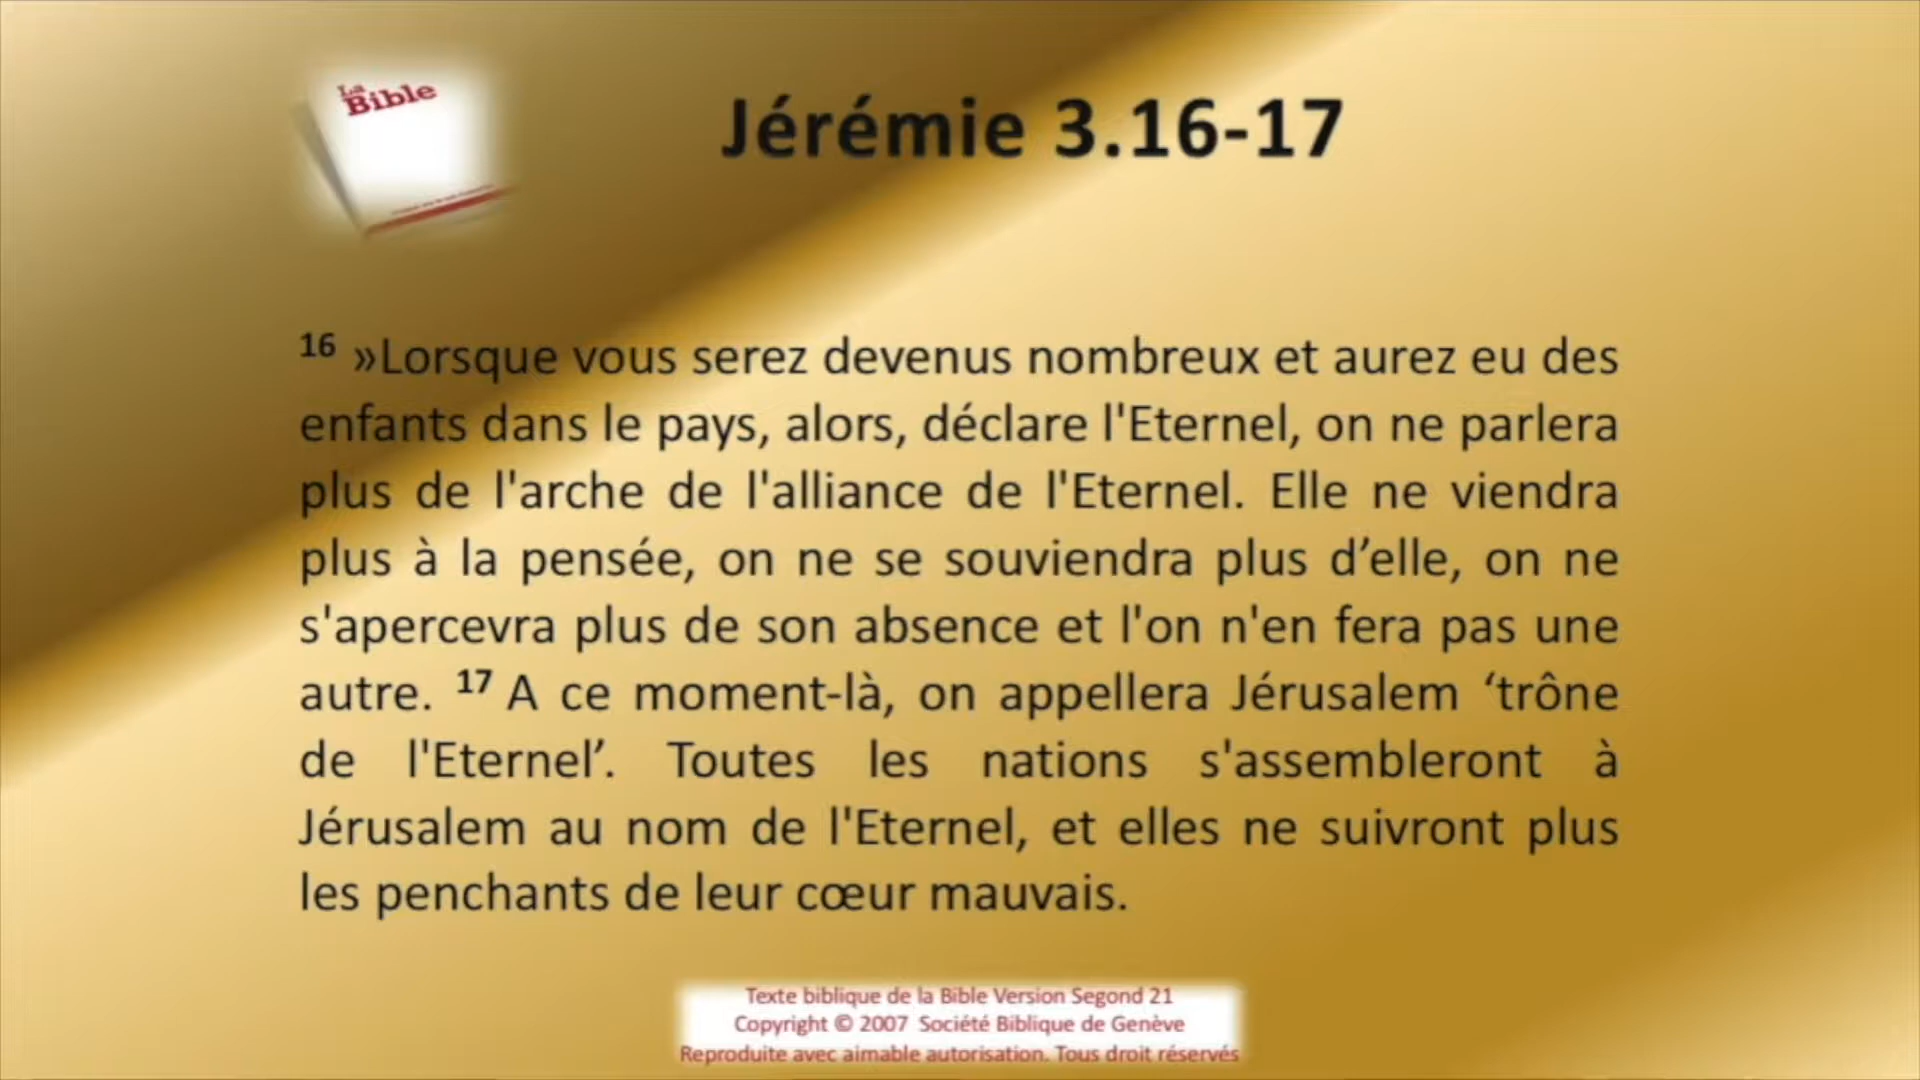 La
Bible
Jérémie 3.16-17
16 »Lorsque vous serez devenus nombreux et aurez eu des
enfants dans le pays, alors, déclare l'Eternel, on ne parlera
plus de l'arche de l'alliance de l'Eternel. Elle ne viendra
plus à la pensée, on ne se souviendra plus d’elle, on ne
s'apercevra plus de son absence et l'on n'en fera pas une
autre. 17 A ce moment-là, on appellera Jérusalem ‘trône
de l'Eternel’. Toutes les nations s'assembleront à
Jérusalem au nom de l'Eternel, et elles ne suivront plus
les penchants de leur cœur mauvais.
Texte biblique de la Bible Version Segond 21
Copyright © 2007 Société Biblique de Genève
Reproduite avec aimable autorisation. Tous droit réservés